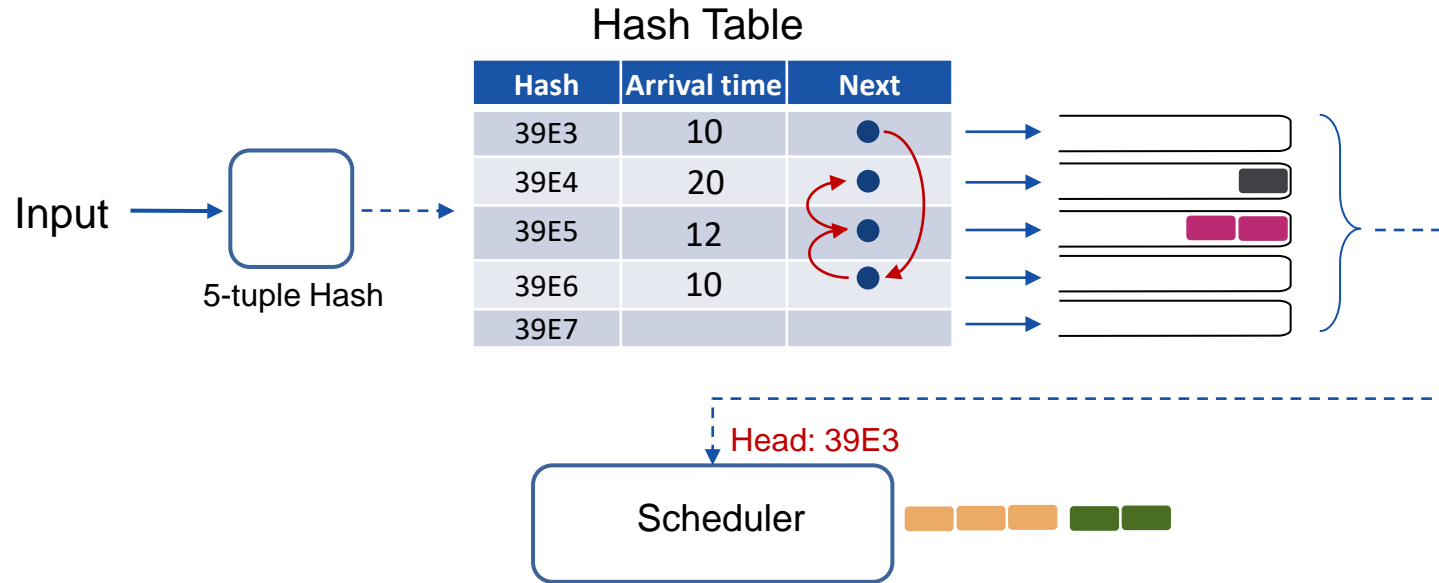 Hash Table
Hash Arrival time Next
39E3 10
39E4 20
39E5 12
39E6 10
39E7
Input
5-tuple Hash
Head: 39E3
Scheduler